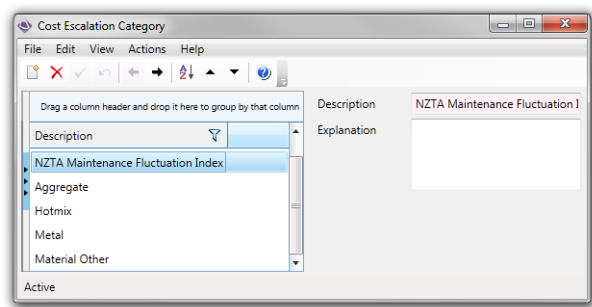 Cost Escalation Category
File Edit View Actions Help
Drag a column header and drop it here to group by that column
Description
NZTA Maintenance Fluctuation Index
Aggregate
Hotmix
Metal
Material Other
Description NZTA Maintenance Fluctuation I
Explanation
Active